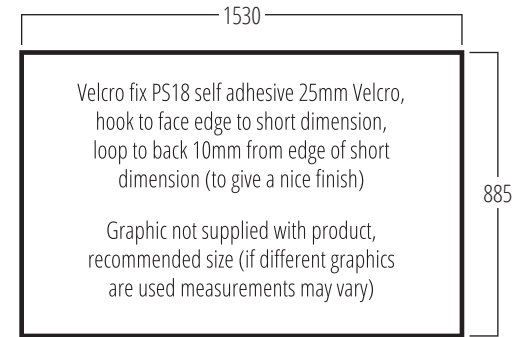 1530
Velcro fix PS18 self adhesive 25mm Velcro,
hook to face edge to short dimension,
loop to back 10mm from edge of short
dimension (to give a nice finish)
885
Graphic not supplied with product,
recommended size (if different graphics
are used measurements may vary)